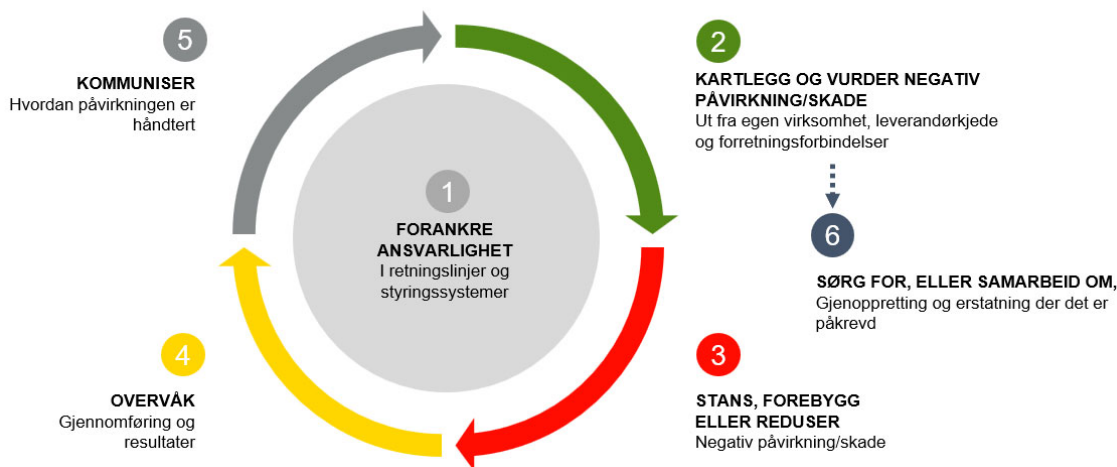 1
FORANKRE
ANSVARLIGHET
I retningslinjer og
styringssystemer
2
KARTLEGG OG VURDER NEGATIV
PÅVIRKNING/SKADE
Ut fra egen virksomhet, leverandørkjede
og forretningsforbindelser
6
SØRG FOR, ELLER SAMARBEID OM,
Gjenoppretting og erstatning der det er
påkrevd
3
STANS, FOREBYGG
ELLER REDUSER
Negativ påvirkning/skade
4
OVERVÅK
Gjennomføring og
resultater
5
KOMMUNISER
Hvordan påvirkningen er
håndtert